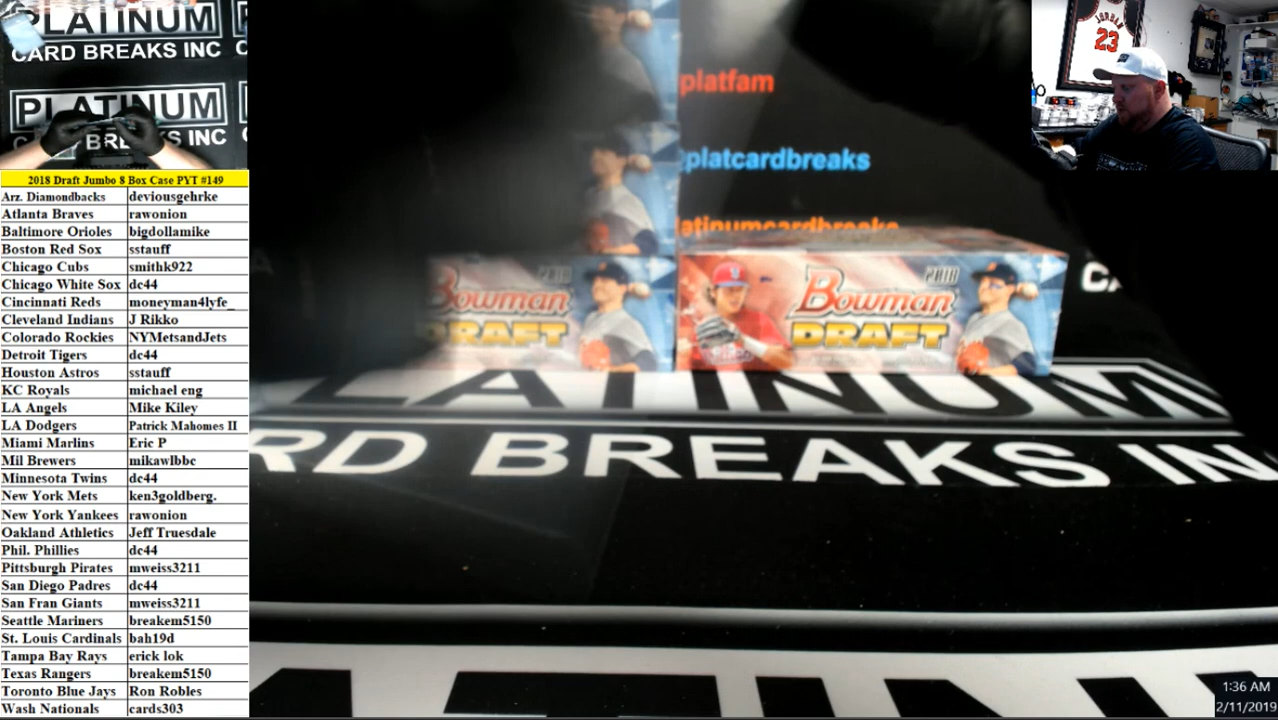 PLATINUM
CARD BREAKS INC
PLATINUM
BREAKS INC
2018 Draft Jumbo 8 Box Case PYT #149
Arz. Diamondbacks deviousgehrke
Atlanta Braves rawonion
Baltimore Orioles bigdollamike
Boston Red Sox sstauff
Chicago Cubs smithk922
Chicago White Sox dc44
Cincinnati Reds moneyman4lyfe_
Cleveland Indians J Rikko
Colorado Rockies NYMetsandJets
Detroit Tigers dc44
Houston Astros sstauff
KC Royals michael eng
LA Angels Mike Kiley
LA Dodgers Patrick Mahomes II
Miami Marlins Eric P
Mil Brewers mikawlbbc
Minnesota Twins dc44
New York Mets ken3goldberg.
New York Yankees rawonion
Oakland Athletics Jeff Truesdale
Phil. Phillies dc44
Pittsburgh Pirates mweiss3211
San Diego Padres dc44
San Fran Giants mweiss3211
Seattle Mariners breakem5150
St. Louis Cardinals bah19d
Tampa Bay Rays erick lok
Texas Rangers breakem5150
Toronto Blue Jays Ron Robles
Wash Nationals cards303
platfam
platcardbreaks
atinumcardbreaks
2018
Bowman
DRAFT
2018
Bowman
DRAFT
PLATINUM
RD BREAKS IN
JORDAN
23
1:36 AM
2/11/2019